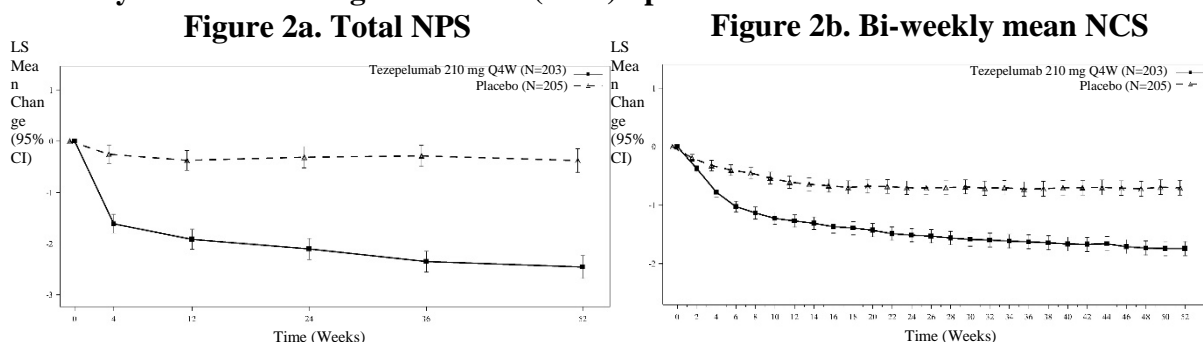 Figure 2a. Total NPS
LS
Mea
n
Chan
ge
(95%
CI)
Tezepelumab 210 mg Q4W (N=203)
Placebo (N=205)
1
0
-1
-2
-3
0 4 12 24 36 52
Time (Weeks)
Figure 2b. Bi-weekly mean NCS
LS
Mea
n
Chan
ge
(95%
CI)
Tezepelumab 210 mg Q4W (N=203)
Placebo (N=205)
1
0
-1
-2
0 2 4 6 8 10 12 14 16 18 20 22 24 26 28 30 32 34 36 38 40 42 44 46 48 50 52
Time (Weeks)